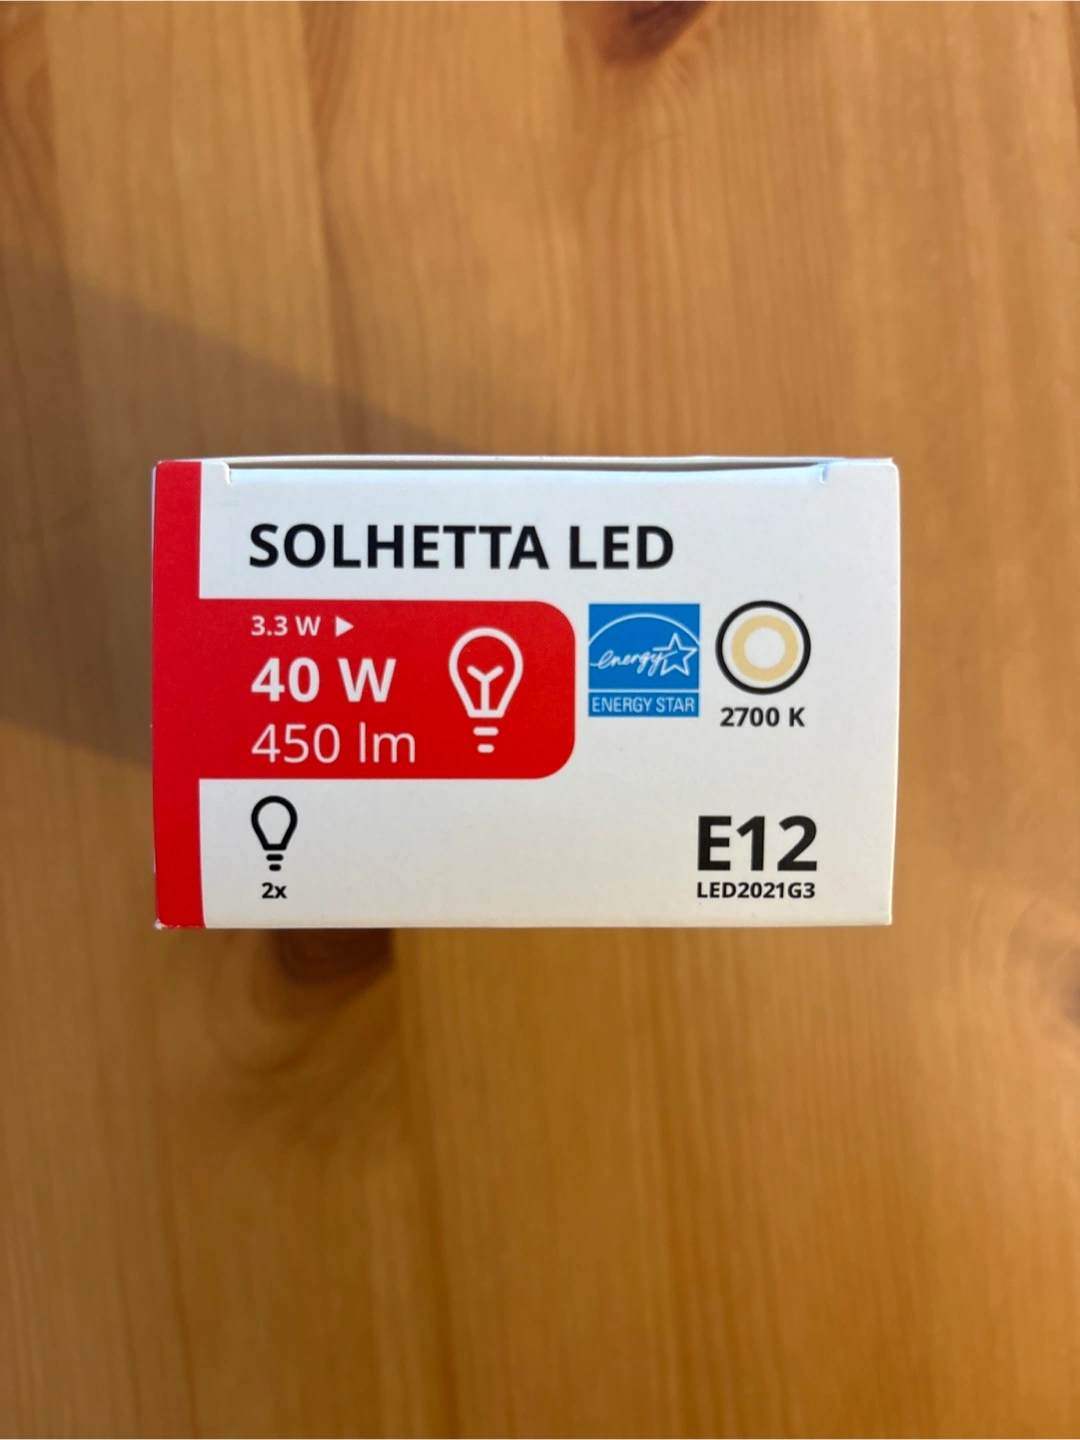 SOLHETTA LED
3.3 W ▶
40 W
450 lm
energy
ENERGY STAR
2700 K
2x
E12
LED2021G3